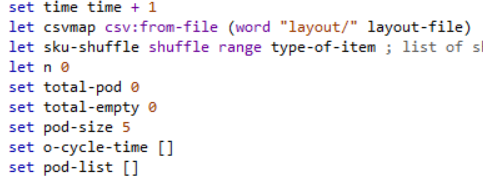 set time time + 1
let csvmap csv:from-file (word "layout/" layout-file)
let sku-shuffle shuffle range type-of-item ; list of
let n 0
set total-pod 0
set total-empty 0
set pod-size 5
set o-cycle-time []
set pod-list []